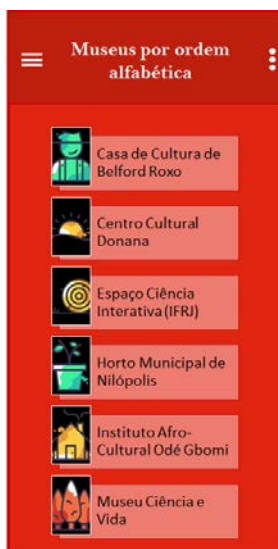 Museus por ordem
alfabética
Casa de Cultura de
Belford Roxo
Centro Cultural
Donana
Espaço Ciência
Interativa (IFRJ)
Horto Municipal de
Nilópolis
Instituto Afro-
Cultural Odé Gbomi
Museu Ciência e
Vida